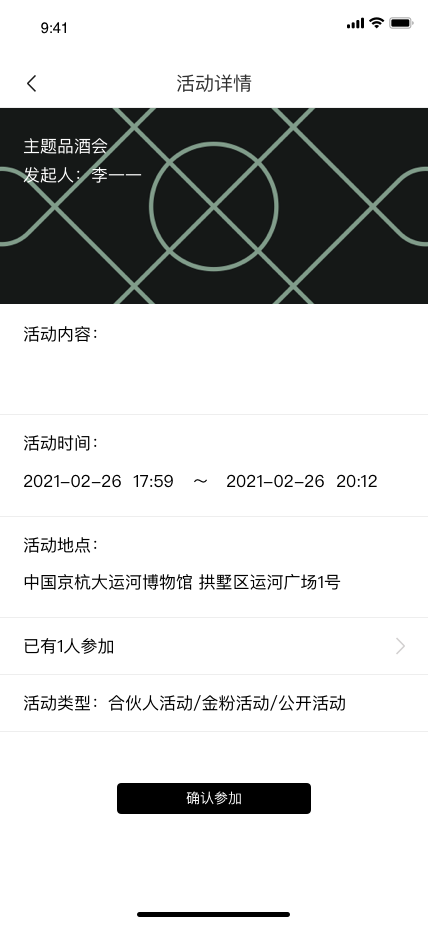 9:41
活动详情
主题品酒会
发起人：李一一
活动内容：
活动时间：
2021-02-26 17:59 ～ 2021-02-26 20:12
活动地点：
中国京杭大运河博物馆 拱墅区运河广场1号
已有1人参加
活动类型：合伙人活动/金粉活动/公开活动
确认参加